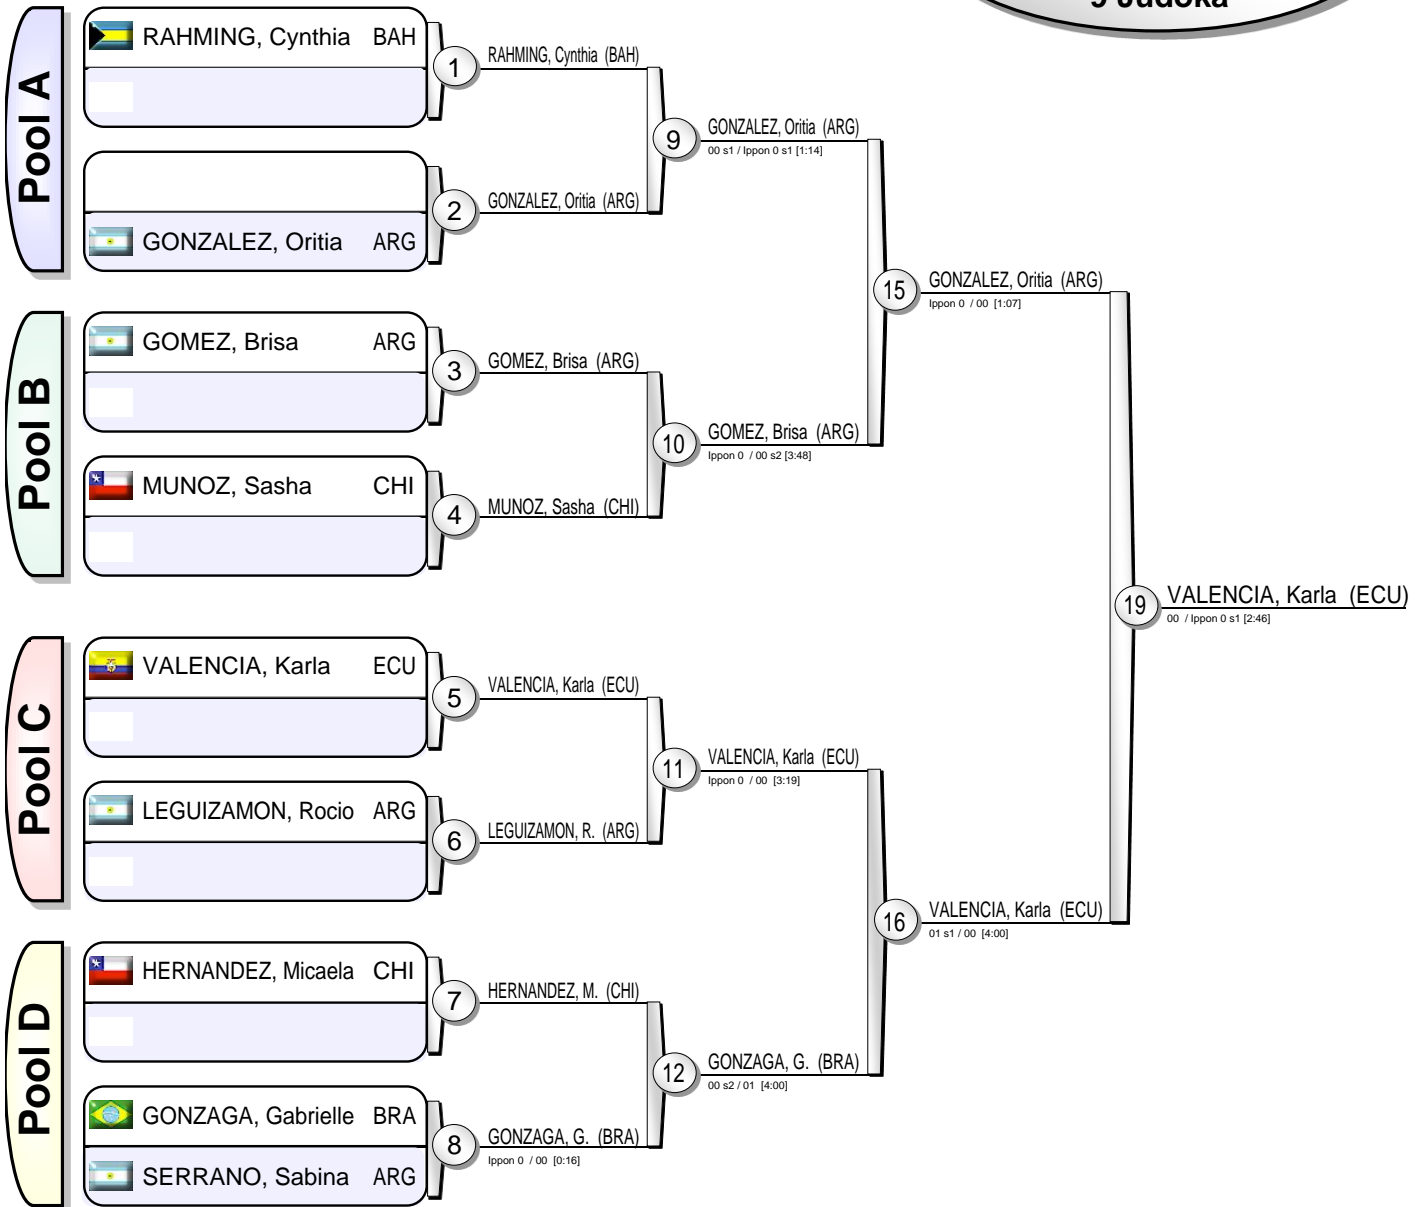 9 Judoka
Pool A
RAHMING, Cynthia BAH
1
RAHMING, Cynthia (BAH)
2
GONZALEZ, Oritia (ARG)
GONZALEZ, Oritia ARG
9
GONZALEZ, Oritia (ARG)
00 s1 / Ippon 0 s1 [1:14]
Pool B
GOMEZ, Brisa ARG
3
GOMEZ, Brisa (ARG)
MUNOZ, Sasha CHI
4
MUNOZ, Sasha (CHI)
10
GOMEZ, Brisa (ARG)
Ippon 0 / 00 s2 [3:48]
15
GONZALEZ, Oritia (ARG)
Ippon 0 / 00 [1:07]
Pool C
VALENCIA, Karla ECU
5
VALENCIA, Karla (ECU)
LEGUIZAMON, Rocio ARG
6
LEGUIZAMON, R. (ARG)
11
VALENCIA, Karla (ECU)
Ippon 0 / 00 [3:19]
Pool D
HERNANDEZ, Micaela CHI
7
HERNANDEZ, M. (CHI)
GONZAGA, Gabrielle BRA
SERRANO, Sabina ARG
8
GONZAGA, G. (BRA)
Ippon 0 / 00 [0:16]
12
GONZAGA, G. (BRA)
00 s2 / 01 [4:00]
16
VALENCIA, Karla (ECU)
01 s1 / 00 [4:00]
19
VALENCIA, Karla (ECU)
00 / Ippon 0 s1 [2:46]